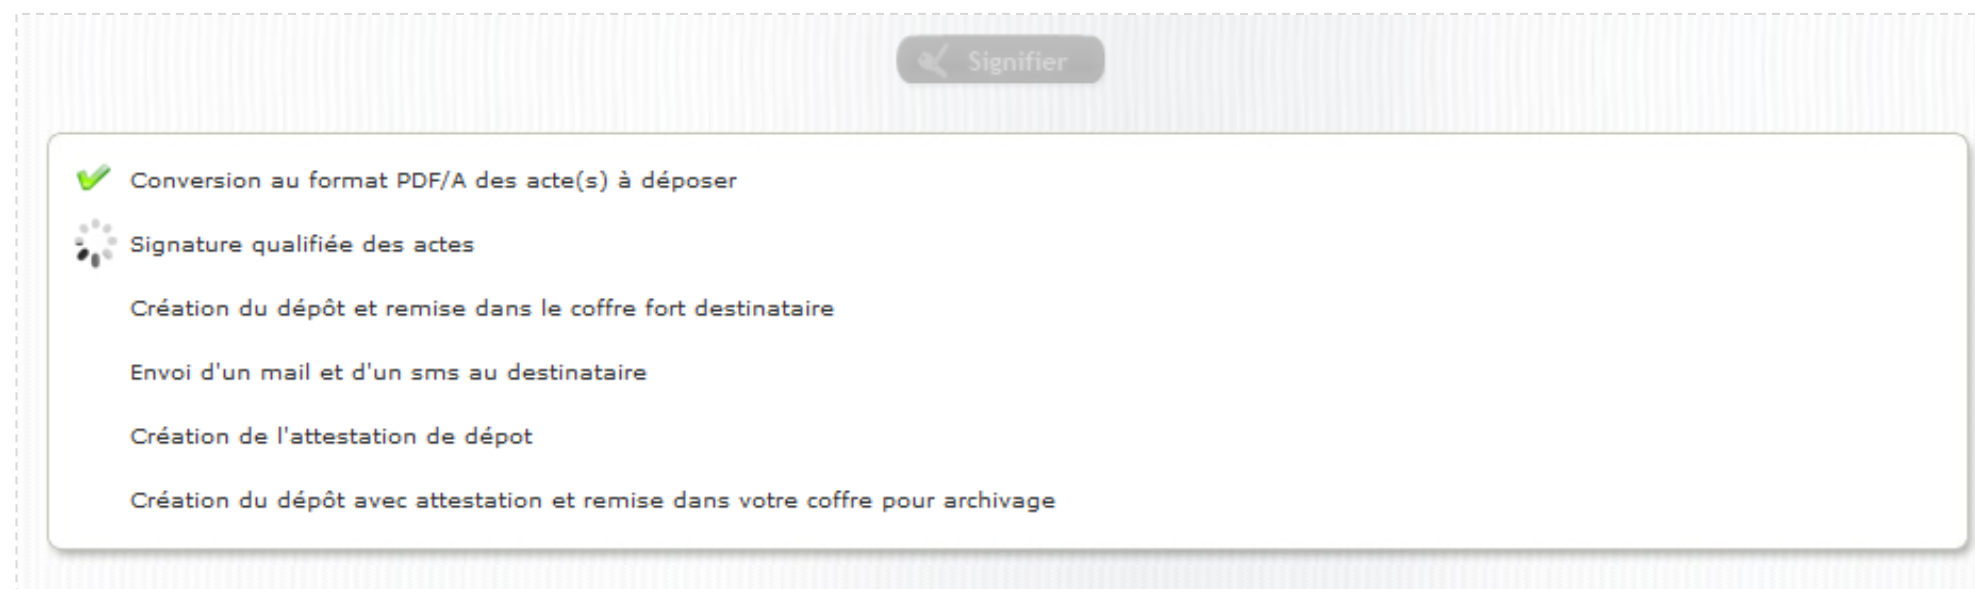 Signifier
Conversion au format PDF/A des acte(s) à déposer
Signature qualifiée des actes
Création du dépôt et remise dans le coffre fort destinataire
Envoi d'un mail et d'un sms au destinataire
Création de l'attestation de dépot
Création du dépôt avec attestation et remise dans votre coffre pour archivage